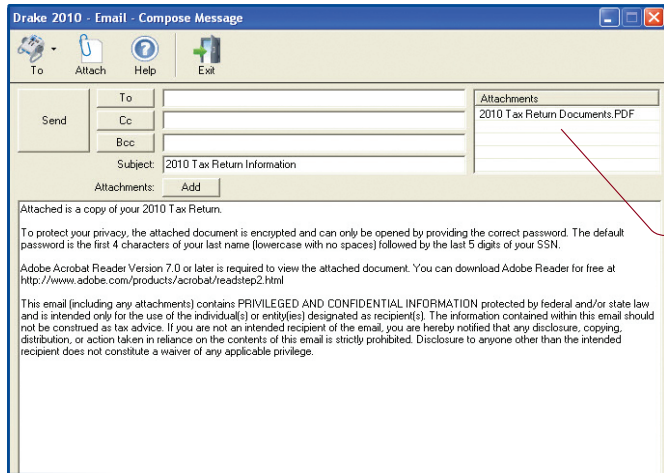 Drake 2010 - Email - Compose Message
To Attach Help Exit
Send
To
Cc
Bcc
Subject: 2010 Tax Return Information
Attachments: Add
Attachments
2010 Tax Return Documents.PDF
Attached is a copy of your 2010 Tax Return.
To protect your privacy, the attached document is encrypted and can only be opened by providing the correct password. The default
password is the first 4 characters of your last name (lowercase with no spaces) followed by the last 5 digits of your SSN.
Adobe Acrobat Reader Version 7.0 or later is required to view the attached document. You can download Adobe Reader for free at
http://www.adobe.com/products/acrobat/readstep2.html
This email (including any attachments) contains PRIVILEGED AND CONFIDENTIAL INFORMATION protected by federal and/or state law
and is intended only for the use of the individual(s) or entity(ies) designated as recipient(s). The information contained within this email should
not be construed as tax advice. If you are not an intended recipient of the email, you are hereby notified that any disclosure, copying,
distribution, or action taken in reliance on the contents of this email is strictly prohibited. Disclosure to anyone other than the intended
recipient does not constitute a waiver of any applicable privilege.